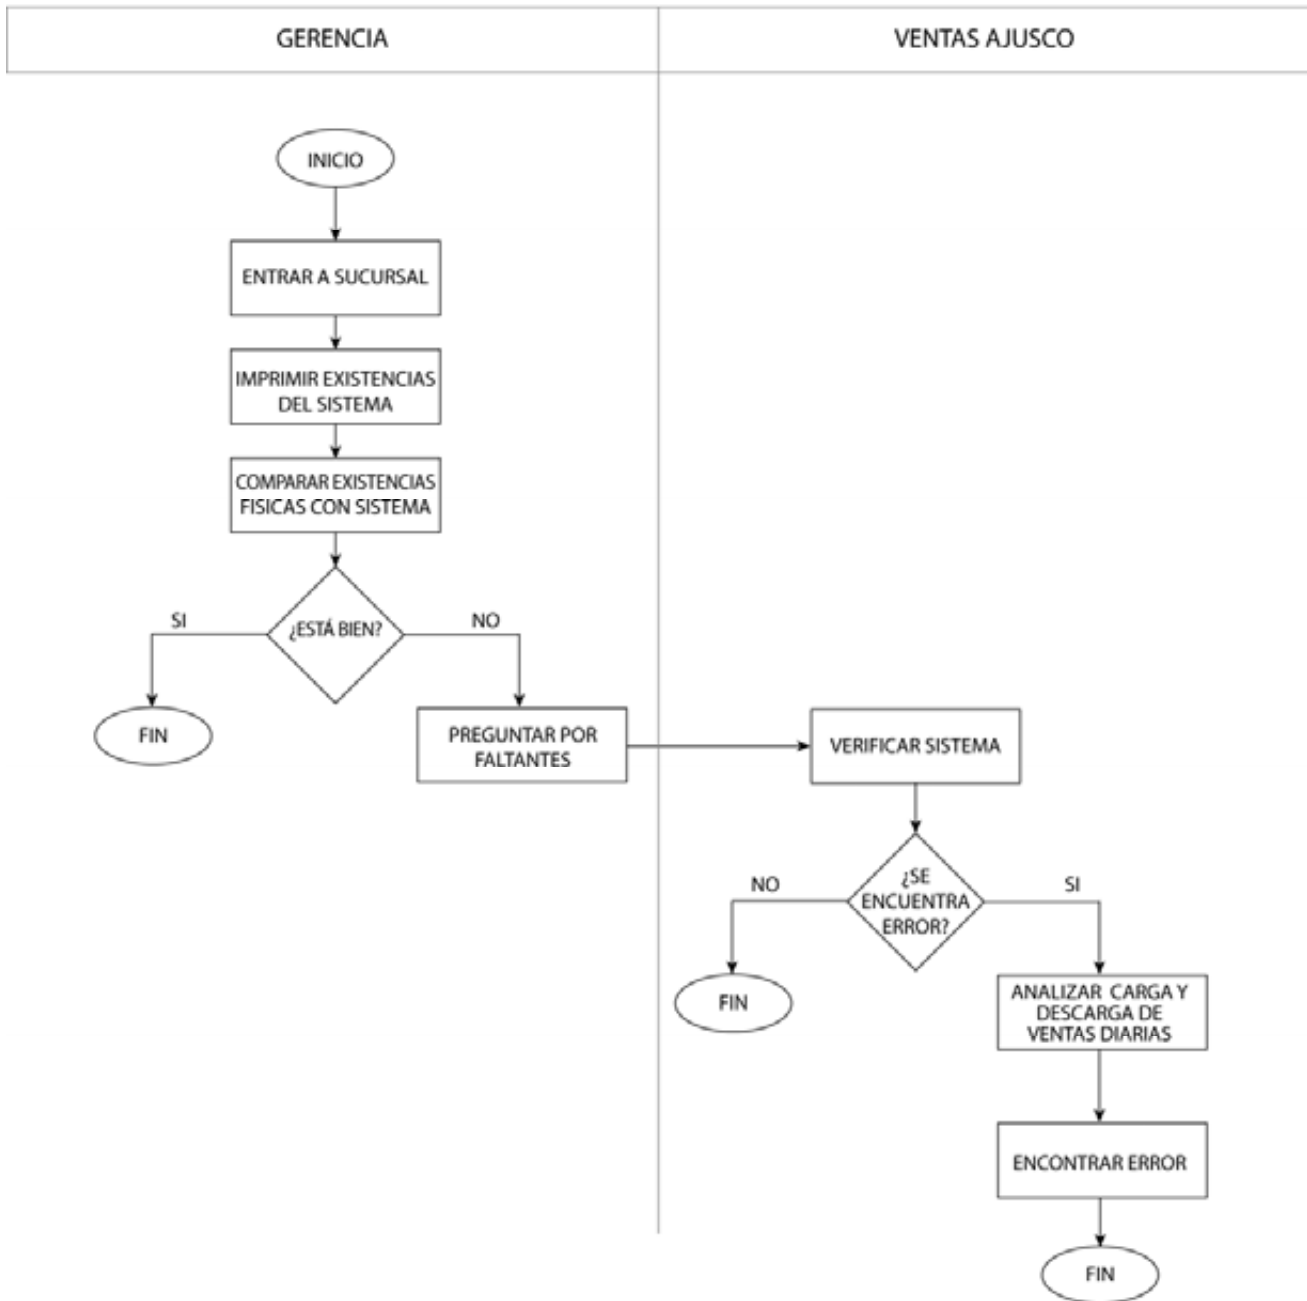 GERENCIA
VENTAS AJUSCO
INICIO
ENTRAR A SUCURSAL
IMPRIMIR EXISTENCIAS
DEL SISTEMA
COMPARAR EXISTENCIAS
FISICAS CON SISTEMA
¿ESTÁ BIEN?
SI
NO
FIN
PREGUNTAR POR
FALTANTES
VERIFICAR SISTEMA
¿SE
ENCUENTRA
ERROR?
NO
SI
FIN
ANALIZAR CARGA Y
DESCARGA DE
VENTAS DIARIAS
ENCONTRAR ERROR
FIN